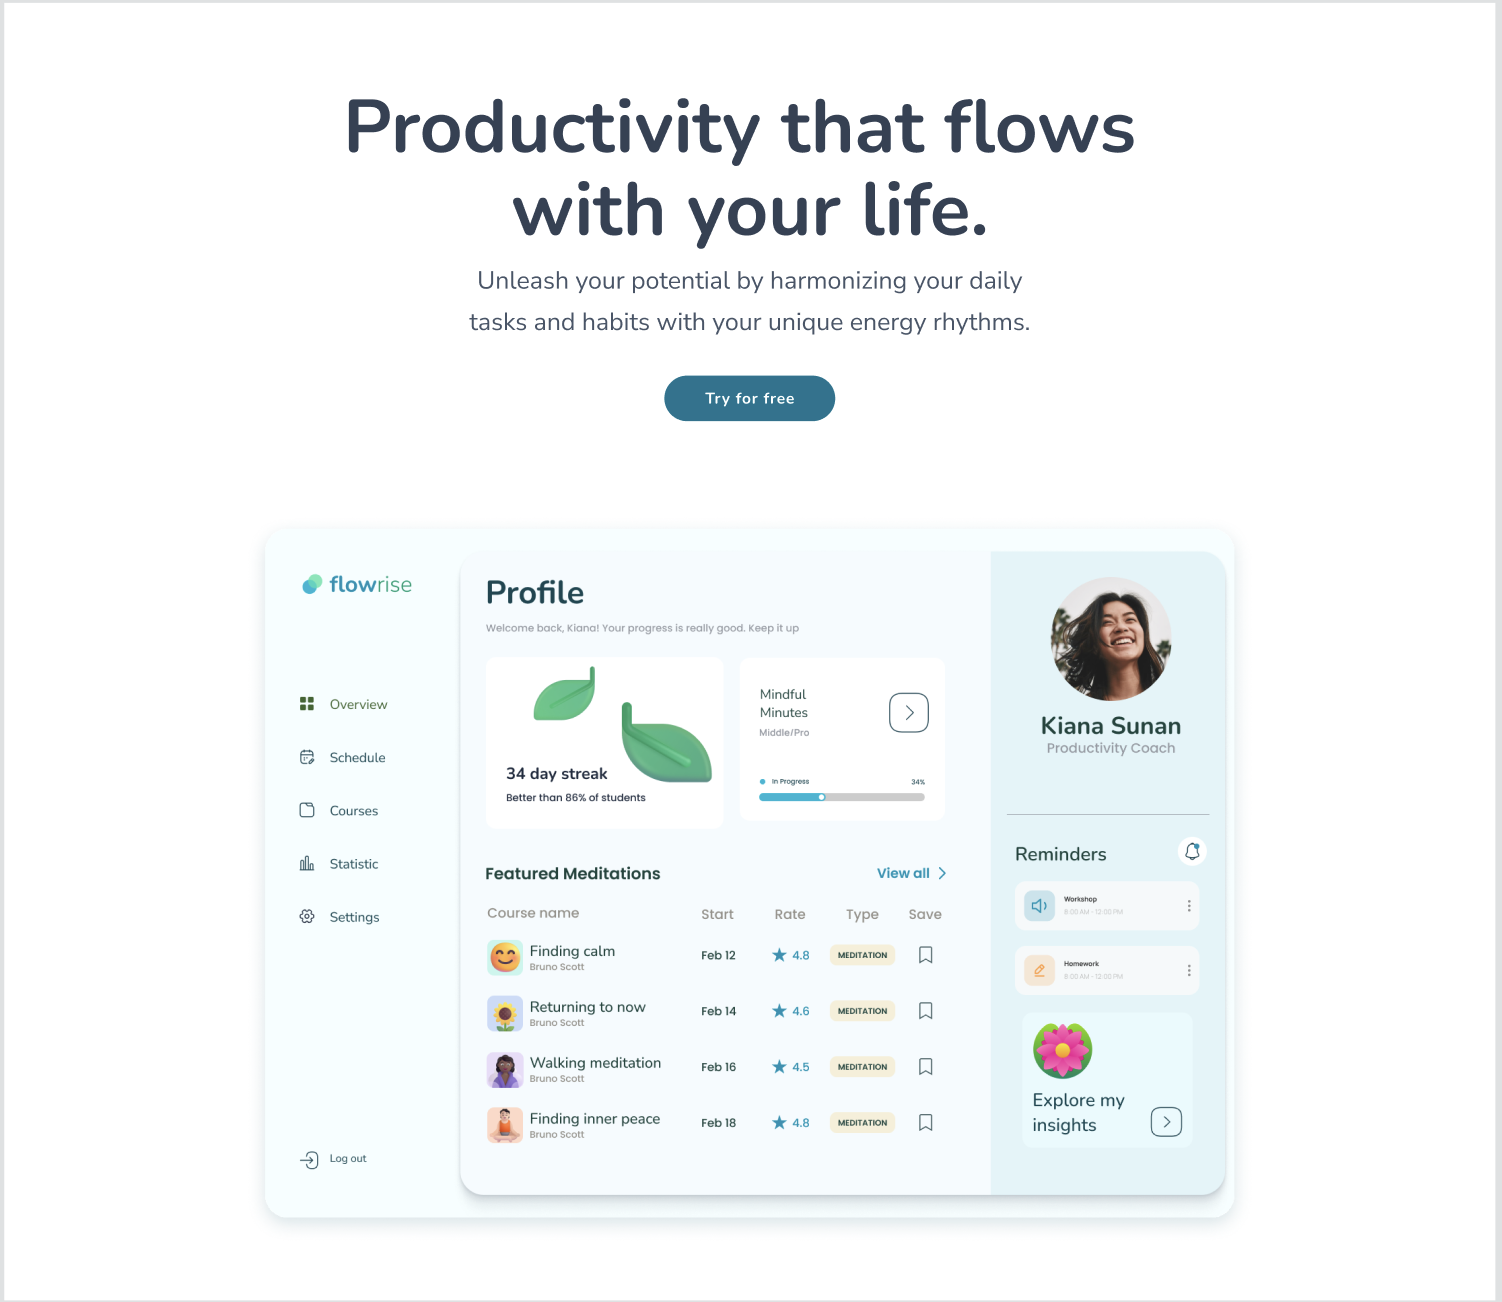 Productivity that flows
with your life.
Unleash your potential by harmonizing your daily
tasks and habits with your unique energy rhythms.
Try for free
flowrise
Overview
Schedule
Courses
Statistic
Settings
Log out
Profile
Welcome back, Kiana! Your progress is really good. Keep it up
34 day streak
Better than 86% of students
Mindful
Minutes
Middle/Pro
In Progress 34%
Featured Meditations View all
Course name Start Rate Type Save
Finding calm Feb 12 4.8 MEDITATION
Bruno Scott
Returning to now Feb 14 4.6 MEDITATION
Bruno Scott
Walking meditation Feb 16 4.5 MEDITATION
Bruno Scott
Finding inner peace Feb 18 4.8 MEDITATION
Bruno Scott
Kiana Sunan
Productivity Coach
Reminders
Workshop
8:00 AM - 12:00 PM
Homework
8:00 AM - 12:00 PM
Explore my
insights